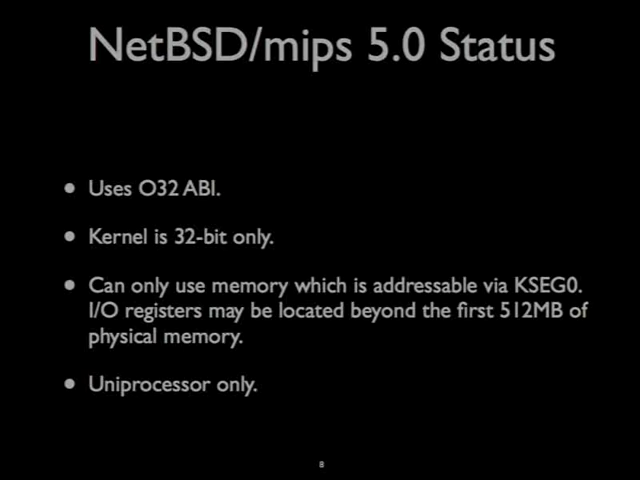 NetBSD/mips 5.0 Status
• Uses O32 ABI.
• Kernel is 32-bit only.
• Can only use memory which is addressable via KSEG0.
I/O registers may be located beyond the first 512MB of
physical memory.
• Uniprocessor only.
8